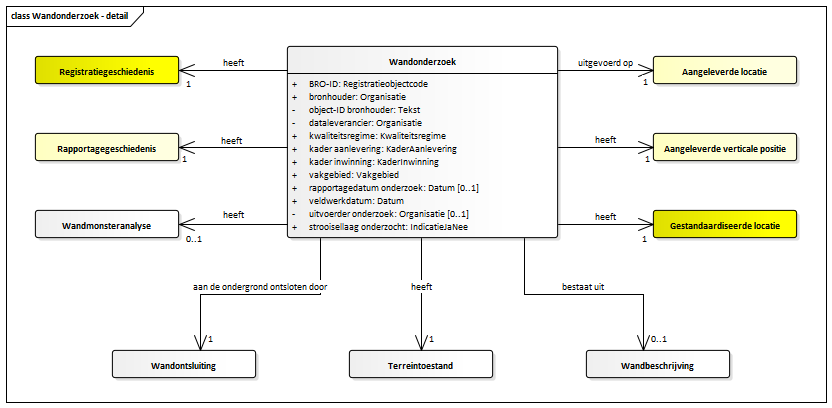 class Wandonderzoek - detail
Wandonderzoek
+ BRO-ID: Registratieobjectcode
+ bronhouder: Organisatie
- object-ID bronhouder: Tekst
- dataleverancier: Organisatie
+ kwaliteitsregime: Kwaliteitsregime
+ kader aanlevering: KaderAanlevering
+ kader inwinning: KaderInwinning
+ vakgebied: Vakgebied
+ rapportagedatum onderzoek: Datum [0..1]
+ veldwerkdatum: Datum
- uitvoerder onderzoek: Organisatie [0..1]
+ strooisellaag onderzocht: IndicatieJaNee
heeft
Registratiegeschiedenis
1
heeft
Rapportagegeschiedenis
1
heeft
Wandmonsteranalyse
0..1
uitgevoerd op
Aangeleverde locatie
1
heeft
Aangeleverde verticale positie
1
heeft
Gestandaardiseerde locatie
1
aan de ondergrond ontsloten door
1
Wandontsluiting
heeft
1
Terreintoestand
bestaat uit
0..1
Wandbeschrijving